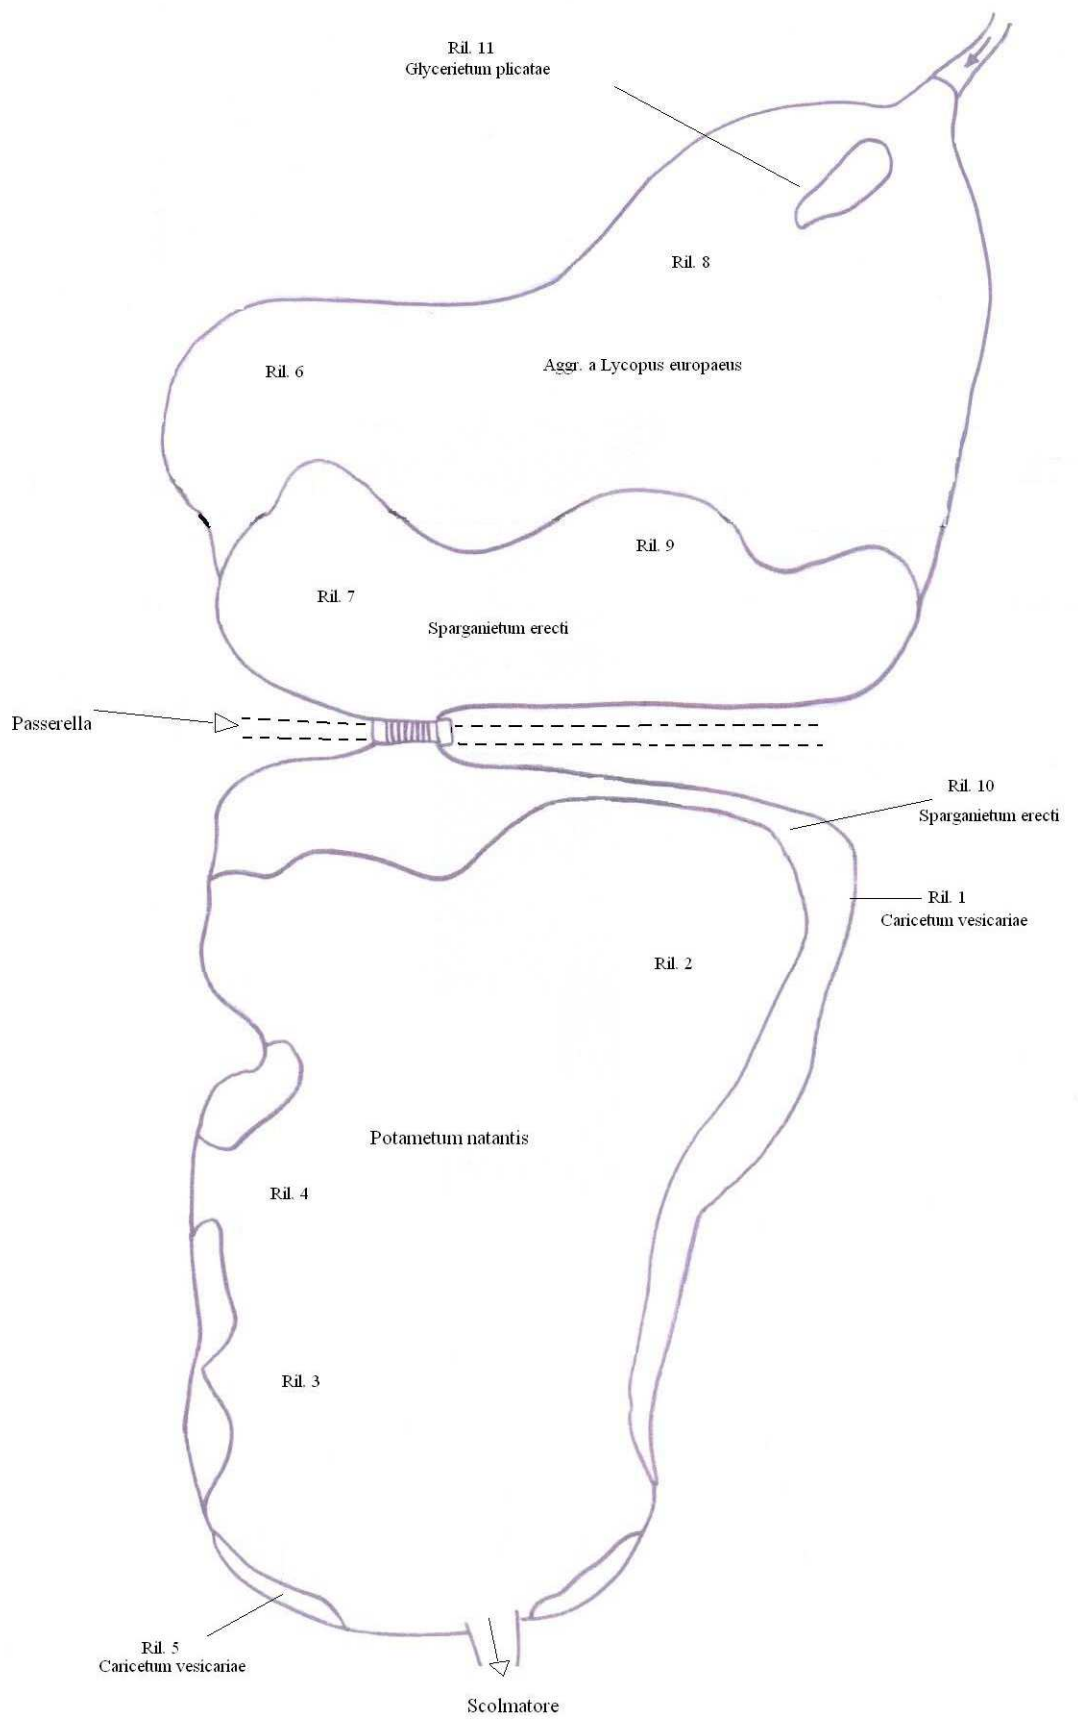 Ril. 11
Glycerietum plicatae
Ril. 8
Aggr. a Lycopus europaeus
Ril. 6
Ril. 9
Ril. 7
Sparganietum erecti
Passerella
Ril. 10
Sparganietum erecti
Ril. 1
Caricetum vesicariae
Ril. 2
Potametum natantis
Ril. 4
Ril. 3
Ril. 5
Caricetum vesicariae
Scolmatore